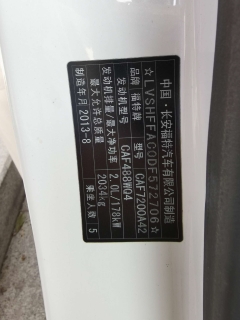 中国·长安福特汽车有限公司制造
☆LVSHFFAC0DF572706☆
品牌 福特牌 型号 CAF7200A42
发动机型号 CAF488WQ4
发动机排量/最大净功率 2.0L/178kW
最大允许总质量 2034kg
制造年月 2013-8 乘坐人数 5